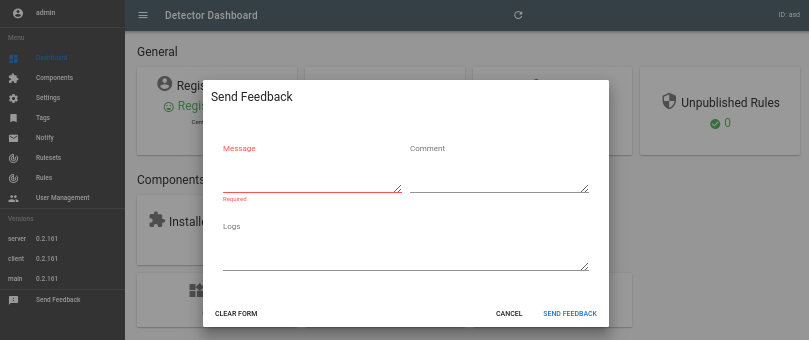 admin
Detector Dashboard
ID: asd
Menu
Dashboard
Components
Settings
Tags
Notify
Rulesets
Rules
User Management
Versions
server 0.2.161
client 0.2.161
main 0.2.161
Send Feedback
General
Regis
Regis
Unpublished Rules
0
Components
Installe
Send Feedback
Message
Required
Comment
Logs
CLEAR FORM
CANCEL
SEND FEEDBACK